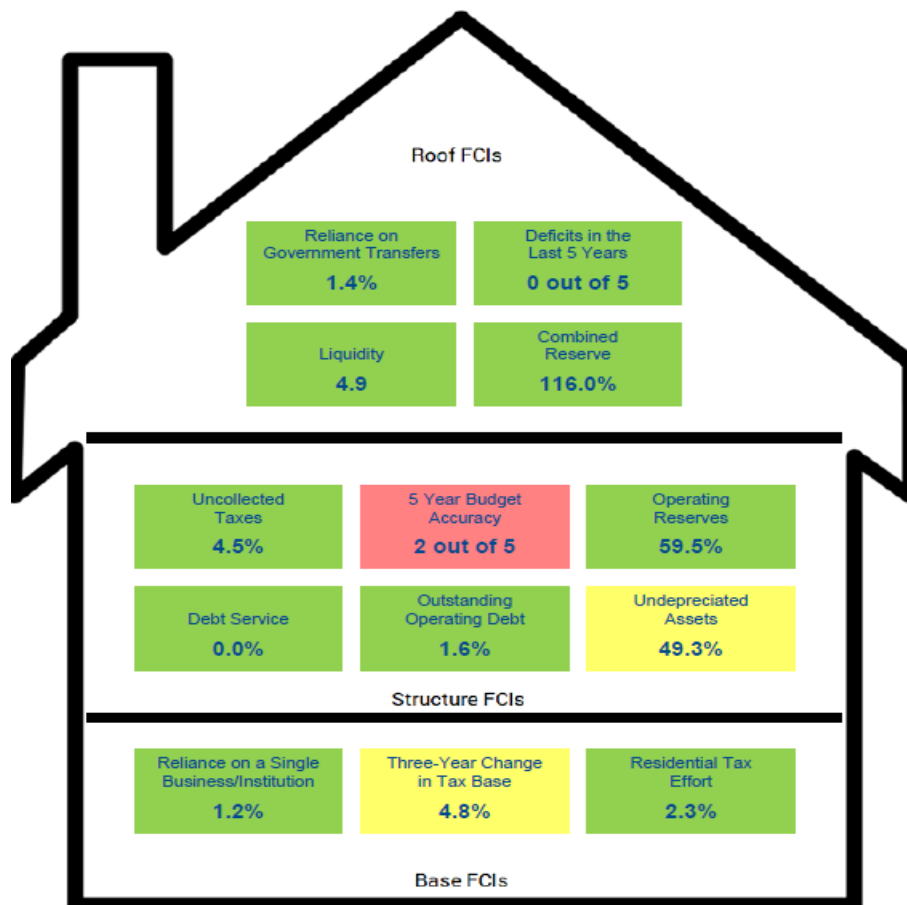 Roof FCIs
Reliance on
Government Transfers
1.4%
Deficits in the
Last 5 Years
0 out of 5
Liquidity
4.9
Combined
Reserve
116.0%
Uncollected
Taxes
4.5%
5 Year Budget
Accuracy
2 out of 5
Operating
Reserves
59.5%
Debt Service
0.0%
Outstanding
Operating Debt
1.6%
Undepreciated
Assets
49.3%
Structure FCIs
Reliance on a Single
Business/Institution
1.2%
Three-Year Change
in Tax Base
4.8%
Residential Tax
Effort
2.3%
Base FCIs